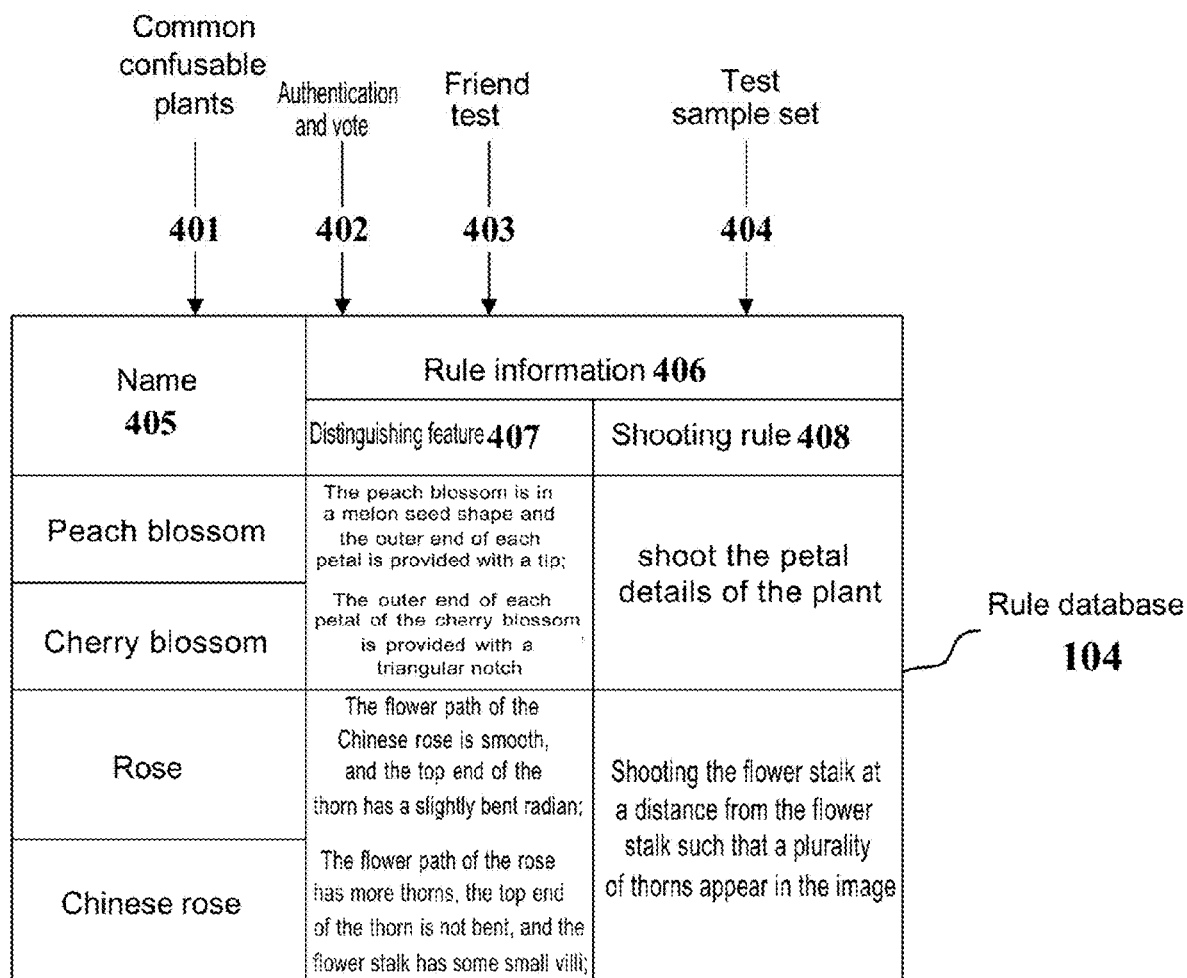 Common
confusable
plants
Authentication
and vote
Friend
test
Test
sample set
401
402
403
404
Name
405
Rule information 406
Distinguishing feature 407
Shooting rule 408
Peach blossom
The peach blossom is in
a melon seed shape and
the outer end of each
petal is provided with a tip;
shoot the petal
details of the plant
Cherry blossom
The outer end of each
petal of the cherry blossom
is provided with a
triangular notch
Rule database
104
Rose
The flower path of the
Chinese rose is smooth,
and the top end of the
thorn has a slightly bent radian;
Shooting the flower stalk at
a distance from the flower
stalk such that a plurality
of thorns appear in the image
Chinese rose
The flower path of the rose
has more thorns, the top end
of the thorn is not bent, and the
flower stalk has some small villi;